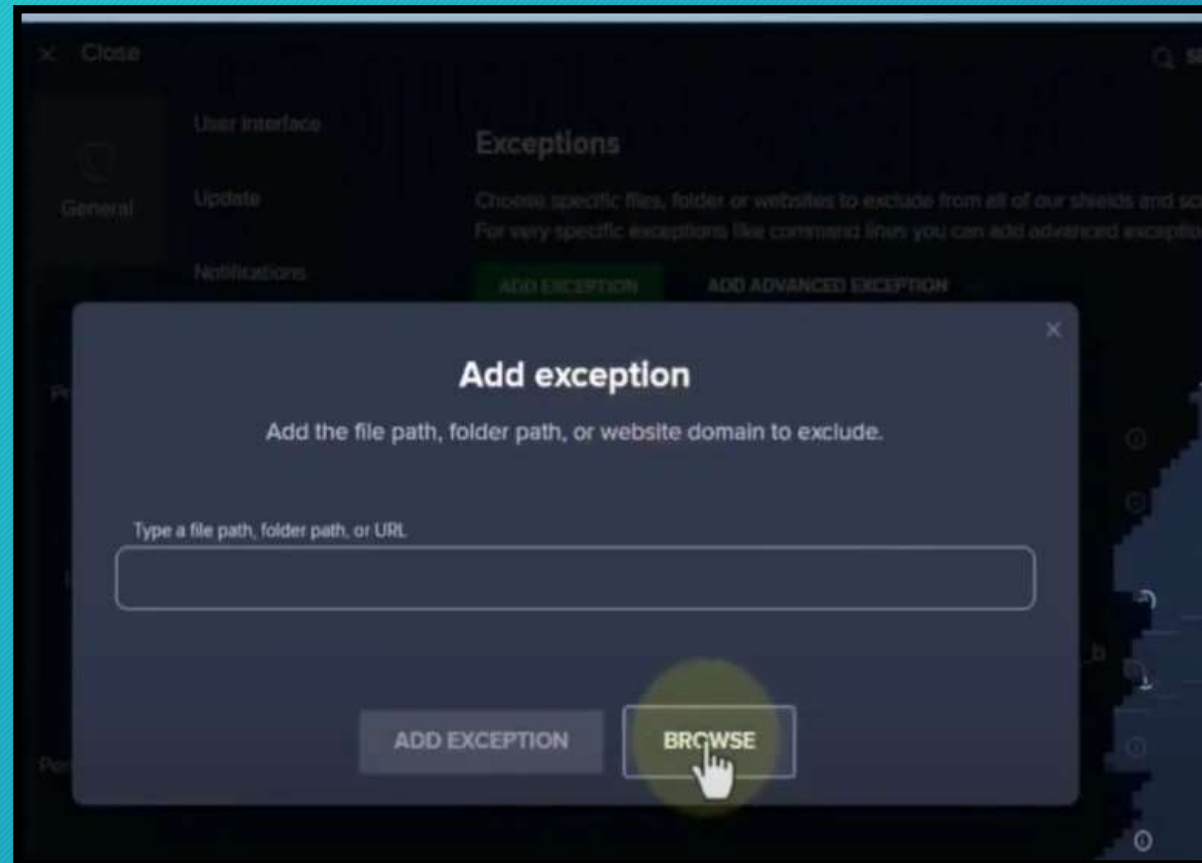 Close
User Interface
Exceptions
General
Update
Choose specific files, folder or websites to exclude from all of our shields and
For very specific exceptions like command lines you can add advanced
Notifications
ADD EXCEPTION
ADD ADVANCED EXCEPTION
Add exception
Add the file path, folder path, or website domain to exclude.
Type a file path, folder path, or URL
ADD EXCEPTION
BROWSE